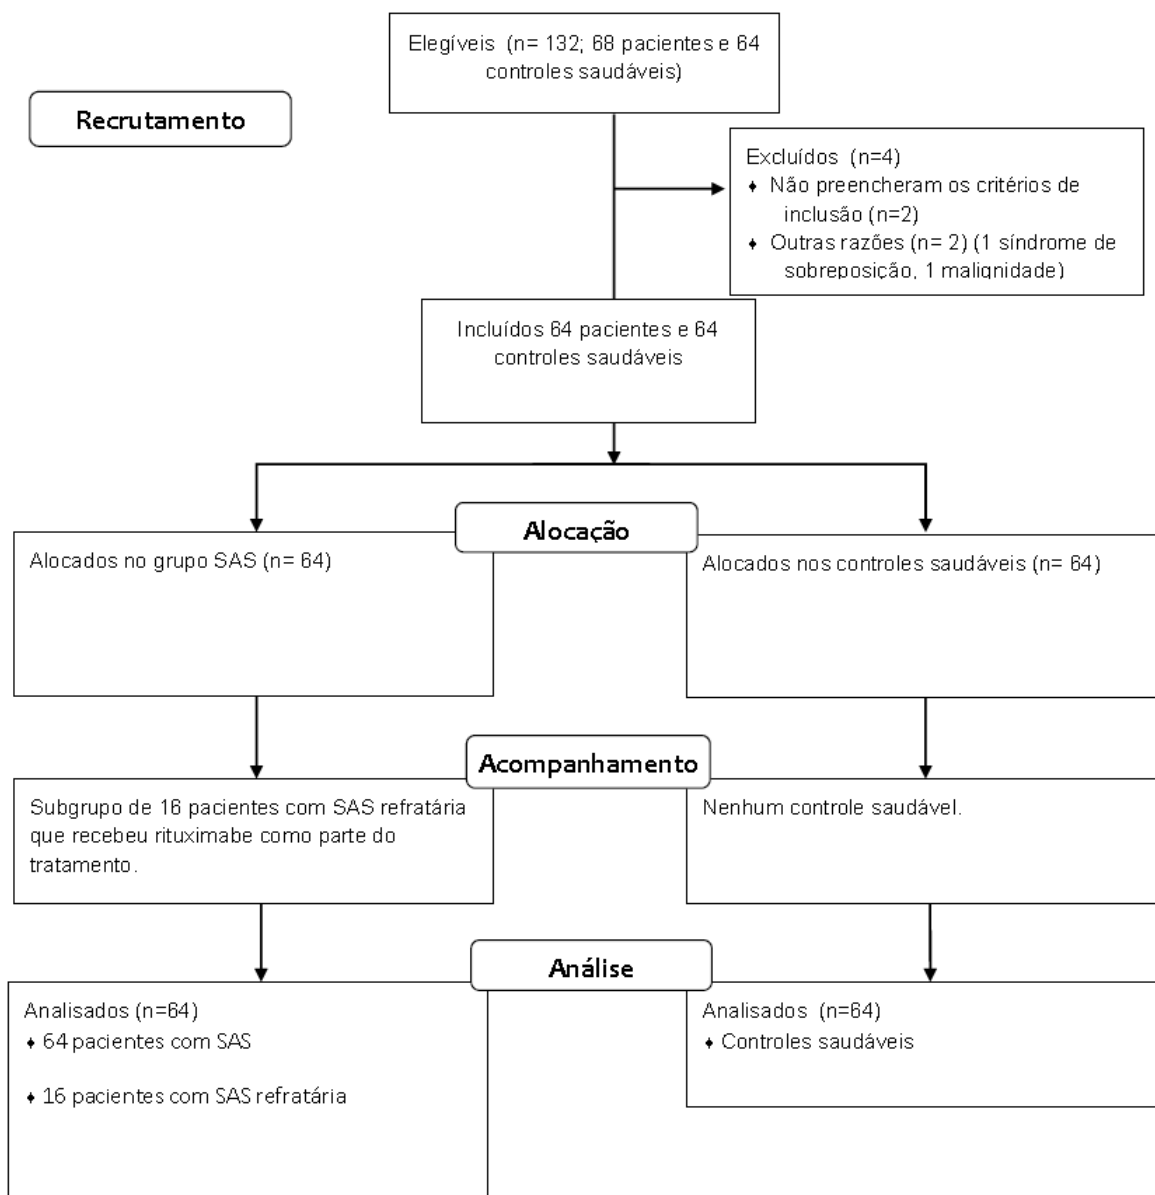 Elegíveis (n= 132; 68 pacientes e 64
controles saudáveis)
Recrutamento
Excluídos (n=4)
♦ Não preencheram os critérios de
inclusão (n=2)
♦ Outras razões (n= 2) (1 síndrome de
sobreposição, 1 malignidade)
Incluídos 64 pacientes e 64
controles saudáveis
Alocação
Alocados no grupo SAS (n= 64)
Alocados nos controles saudáveis (n= 64)
Acompanhamento
Subgrupo de 16 pacientes com SAS refratária
que recebeu rituximabe como parte do
tratamento.
Nenhum controle saudável.
Análise
Analisados (n=64)
♦ 64 pacientes com SAS
♦ 16 pacientes com SAS refratária
Analisados (n=64)
♦ Controles saudáveis